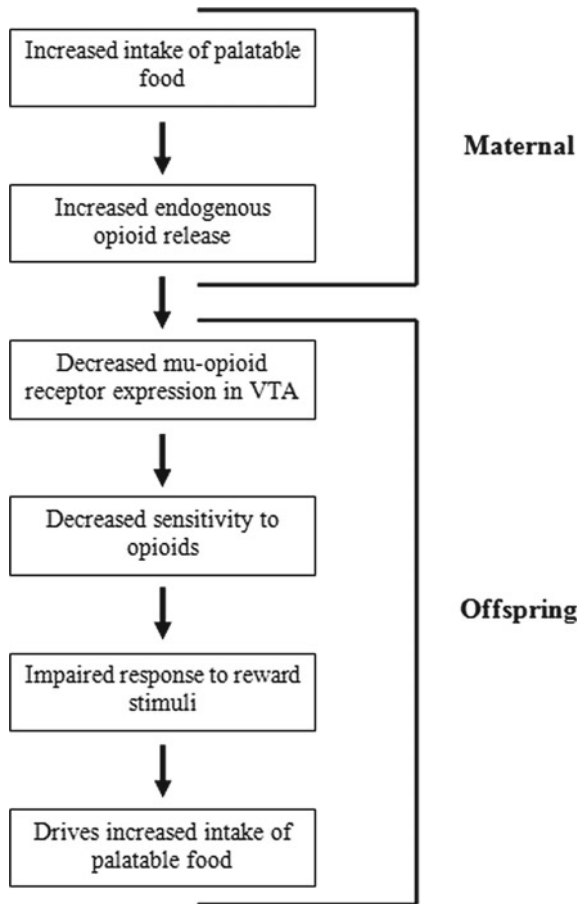 Increased intake of palatable
food
Maternal
Increased endogenous
opioid release
Decreased mu-opioid
receptor expression in VTA
Decreased sensitivity to
opioids
Offspring
Impaired response to reward
stimuli
Drives increased intake of
palatable food